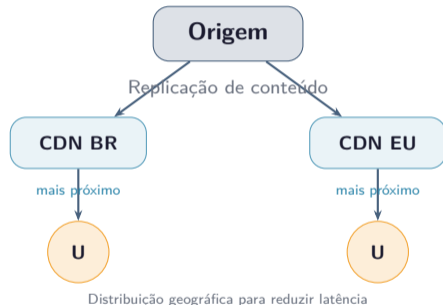 Origem
Replicação de conteúdo
CDN BR
CDN EU
mais próximo
mais próximo
U
U
Distribuição geográfica para reduzir latência